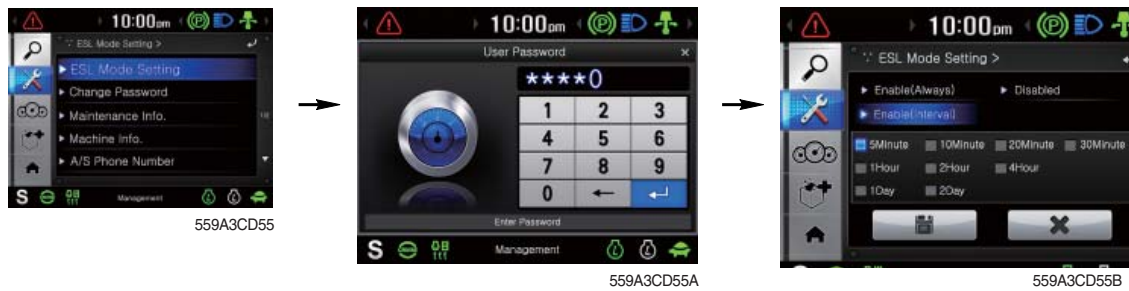 10:00pm
ESL Mode Setting >
ESL Mode Setting
Change Password
Maintenance Info.
Machine Info.
A/S Phone Number
S Management
559A3CD55
10:00pm
User Password ×
****0
1 2 3
4 5 6
7 8 9
0 ← ↵
Enter Password
S Management
559A3CD55A
10:00pm
ESL Mode Setting >
Enable(Always) Disabled
Enable(Interval)
5Minute 10Minute 20Minute 30Minute
1Hour 2Hour 4Hour
1Day 2Day
559A3CD55B